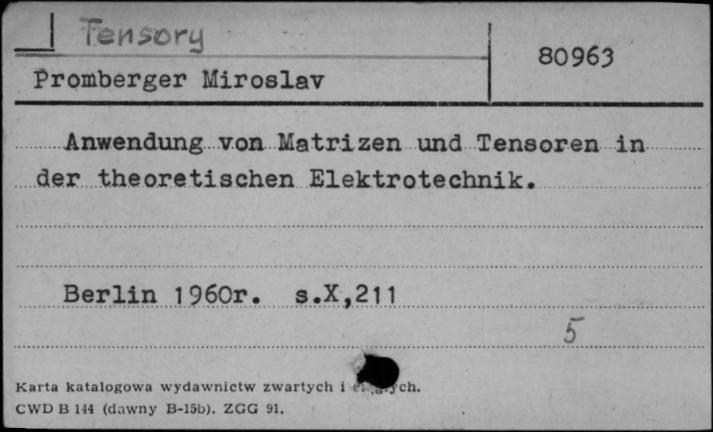 Tensory
80963
Promberger Miroslav
Anwendung von Matrizen und Tensoren in
der theoretischen Elektrotechnik.
Berlin 1960r. s.X,211
5
Karta katalogowa wydawnictw zwartych i
CWD B 144 (dawny B-15b). ZGG 91.